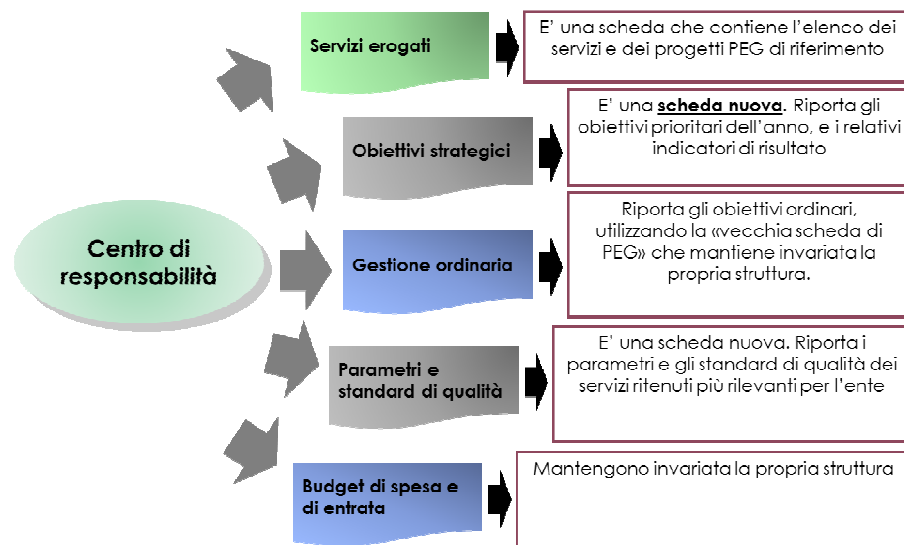 Servizi erogati
E' una scheda che contiene l'elenco dei
servizi e dei progetti PEG di riferimento
Obiettivi strategici
E' una scheda nuova. Riporta gli
obiettivi prioritari dell'anno, e i relativi
indicatori di risultato
Centro di
responsabilità
Gestione ordinaria
Riporta gli obiettivi ordinari,
utilizzando la «vecchia scheda di
PEG» che mantiene invariata la
propria struttura.
Parametri e
standard di qualità
E' una scheda nuova. Riporta i
parametri e gli standard di qualità dei
servizi ritenuti più rilevanti per l'ente
Budget di spesa e
di entrata
Mantengono invariata la propria struttura